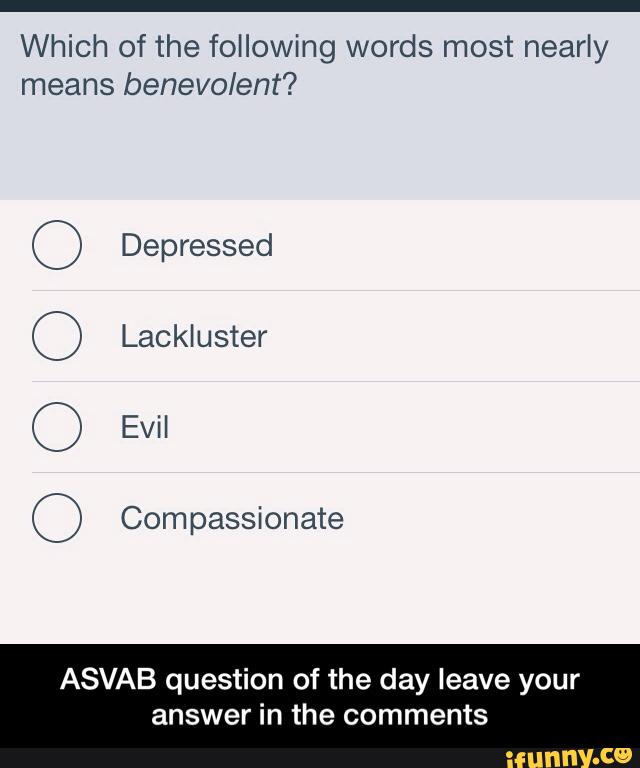 Which of the following words most nearly
means benevolent?
Depressed
Lackluster
Evil
Compassionate
ASVAB question of the day leave your
answer in the comments
ifunny.co